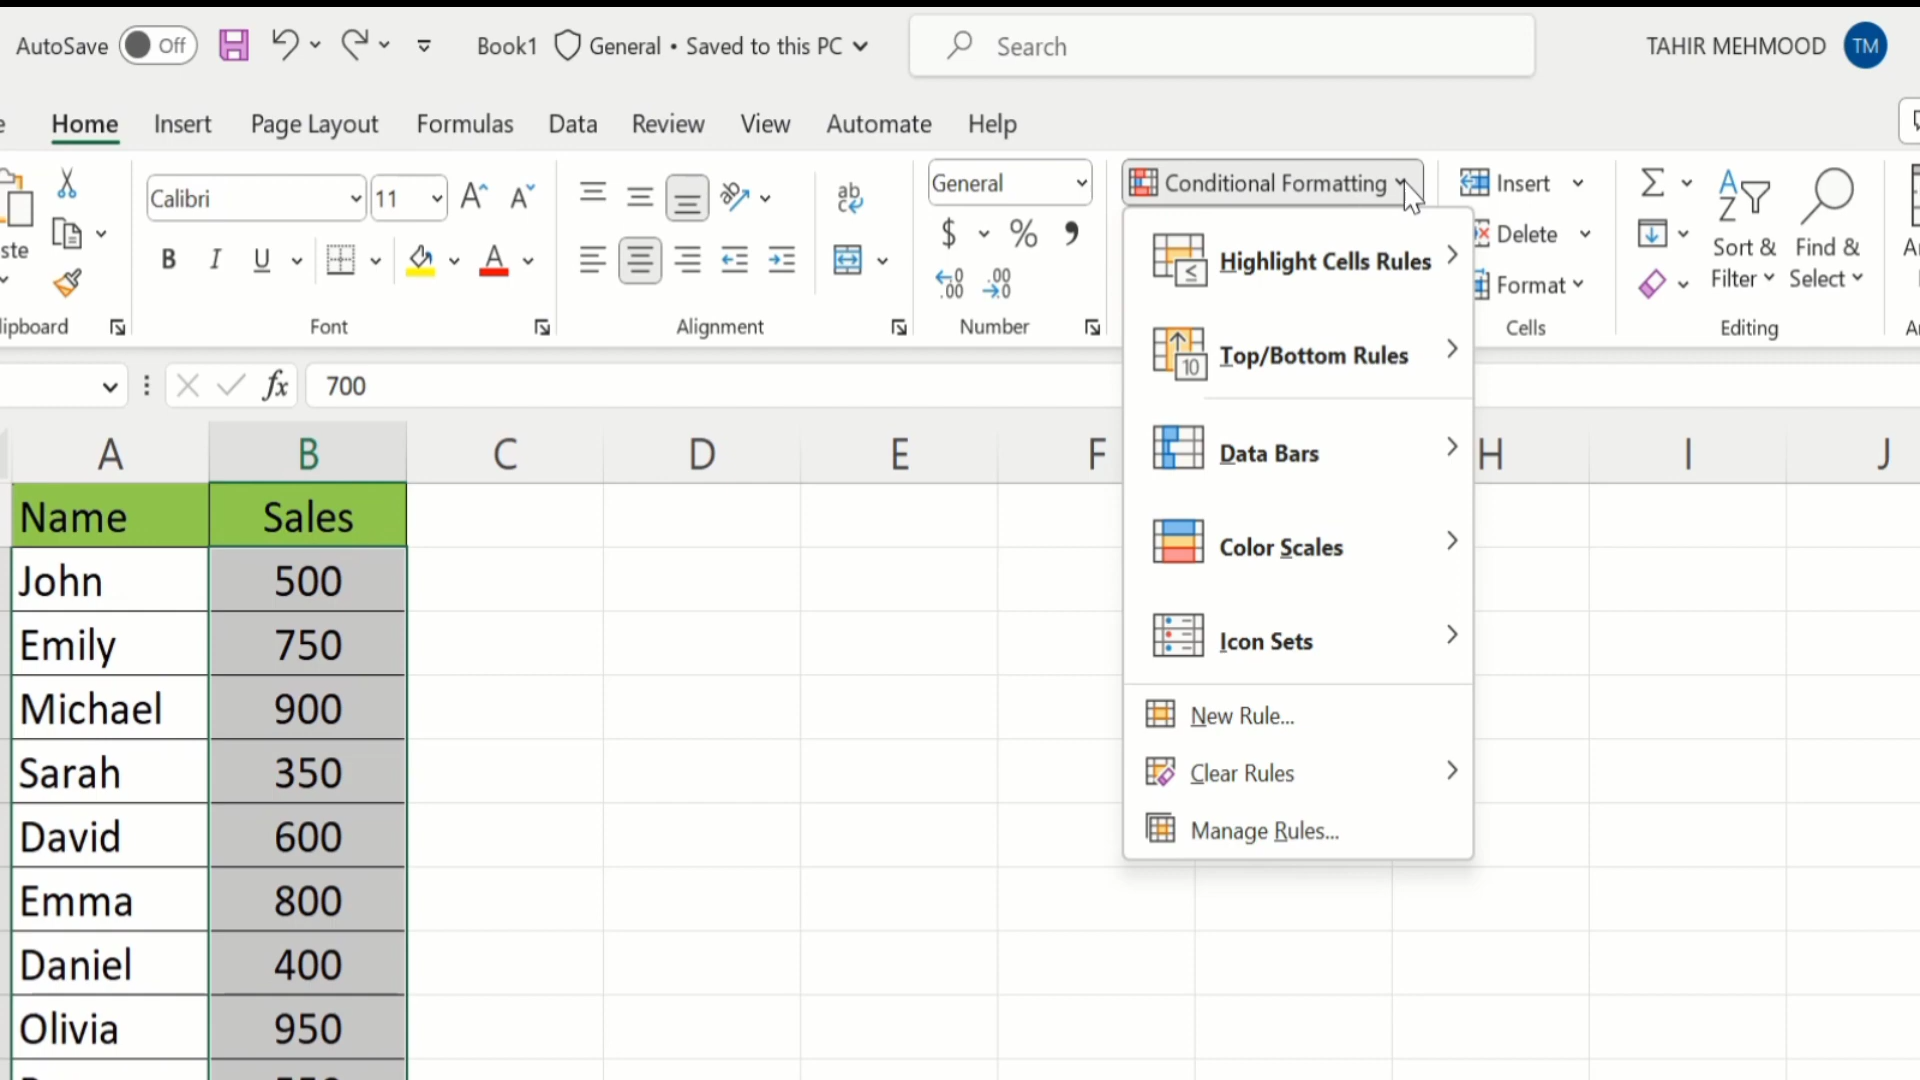 AutoSave Off Book1 General • Saved to this PC Search TAHIR MEHMOOD TM
Home Insert Page Layout Formulas Data Review View Automate Help
Calibri 11 General Conditional Formatting Insert
B I U $ % Delete Sort & Find &
Format Filter Select
Font Alignment Number Cells Editing
fx 700
Highlight Cells Rules
Top/Bottom Rules
Data Bars
Color Scales
Icon Sets
New Rule...
Clear Rules
Manage Rules...
A B C D E F H I J
Name Sales
John 500
Emily 750
Michael 900
Sarah 350
David 600
Emma 800
Daniel 400
Olivia 950